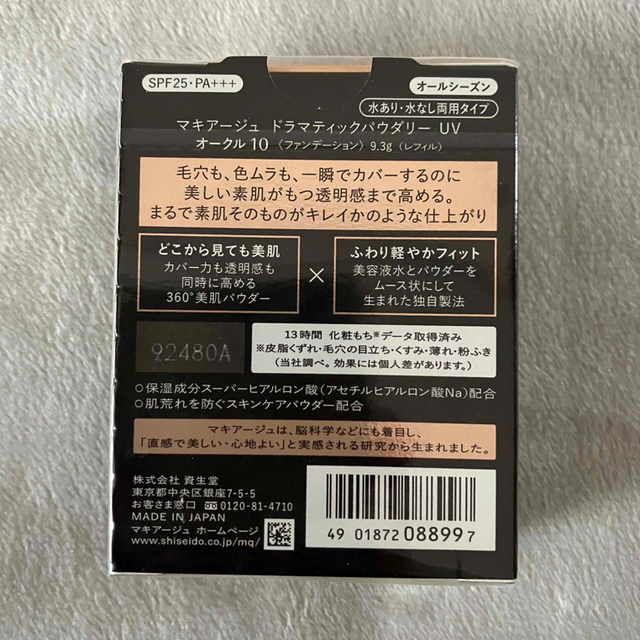 SPF25・PA+++
オールシーズン
水あり・水なし両用タイプ
マキアージュ ドラマティックパウダリー UV
オークル 10 〈ファンデーション〉 9.3g (レフィル)
毛穴も、色ムラも、一瞬でカバーするのに
美しい素肌がもつ透明感まで高める。
まるで素肌そのものがキレイかのような仕上がり
どこから見ても美肌
カバー力も透明感も
同時に高める
360°美肌パウダー
×
ふわり軽やかフィット
美容液水とパウダーを
ムース状にして
生まれた独自製法
92480A
13時間 化粧もち※データ取得済み
※皮脂くずれ・毛穴の目立ち・くすみ・薄れ・粉ふき
(当社調べ。効果には個人差があります。)
○保湿成分スーパーヒアルロン酸(アセチルヒアルロン酸Na)配合
○肌荒れを防ぐスキンケアパウダー配合
マキアージュは、脳科学などにも着目し、
「直感で美しい・心地よい」と実感される研究から生まれました。
株式会社 資生堂
東京都中央区銀座7-5-5
お客さま窓口 0120-81-4710
MADE IN JAPAN
マキアージュ ホームページ
www.shiseido.co.jp/mq/
4901872088997